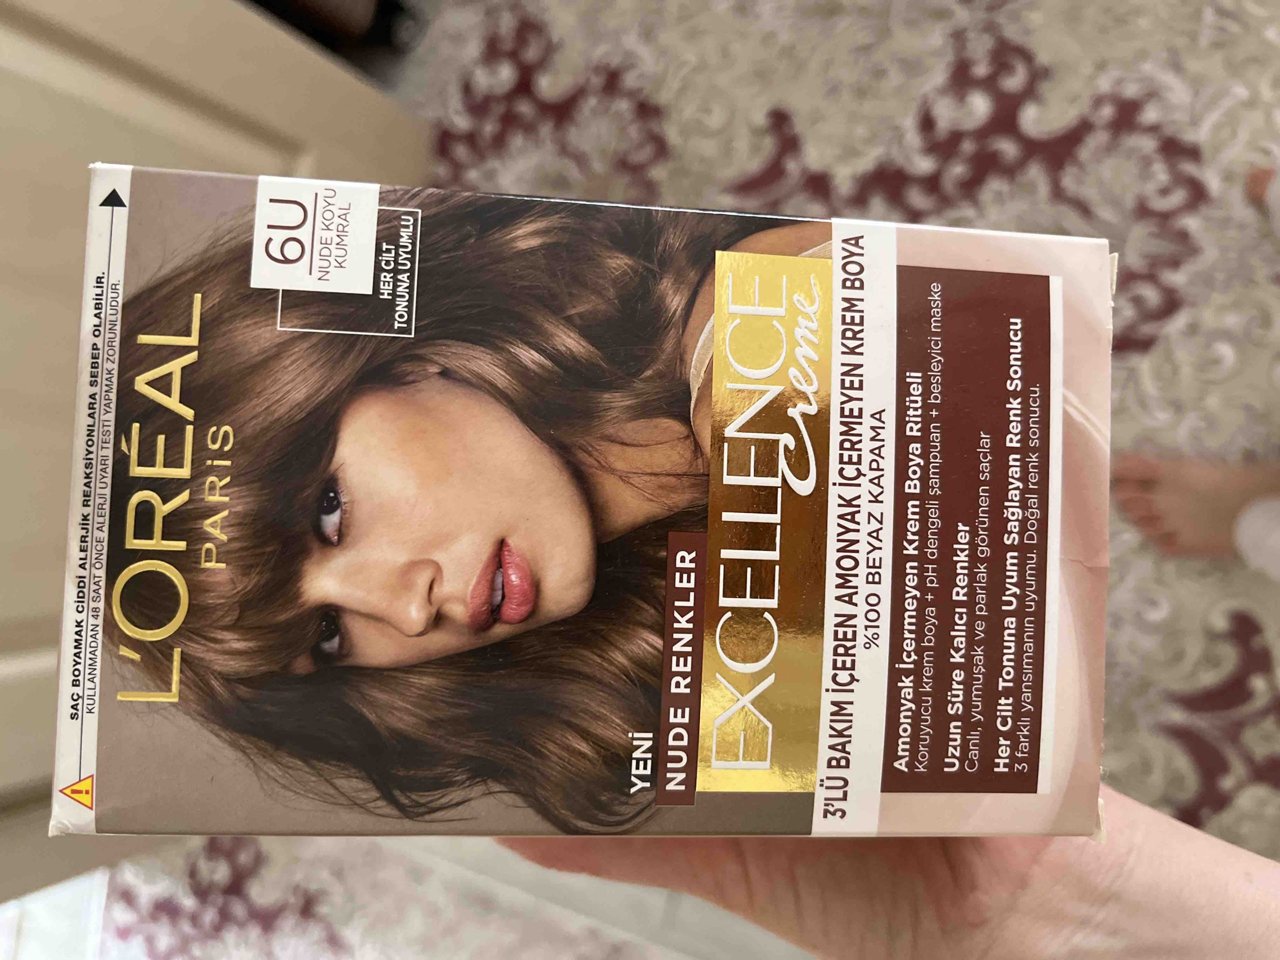 SAÇ BOYAMAK CİDDİ ALERJİK REAKSİYONLARA SEBEP OLABİLİR.
KULLANMADAN 48 SAAT ÖNCE ALERJİ UYARI TESTİ YAPMAK ZORUNLUDUR.
L'ORÉAL
PARİS
6U
NUDE KOYU
KUMRAL
HER CİLT
TONUNA UYUMLU
YENİ
NUDE RENKLER
EXCELLENCE
Creme
3'LÜ BAKIM İÇEREN AMONYAK İÇERMEYEN KREM BOYA
%100 BEYAZ KAPAMA
Amonyak İçermeyen Krem Boya Ritüeli
Koruyucu krem boya + pH dengeli şampuan + besleyici maske
Uzun Süre Kalıcı Renkler
Canlı, yumuşak ve parlak görünen saçlar
Her Cilt Tonuna Uyum Sağlayan Renk Sonucu
3 farklı yansımanın uyumu. Doğal renk sonucu.